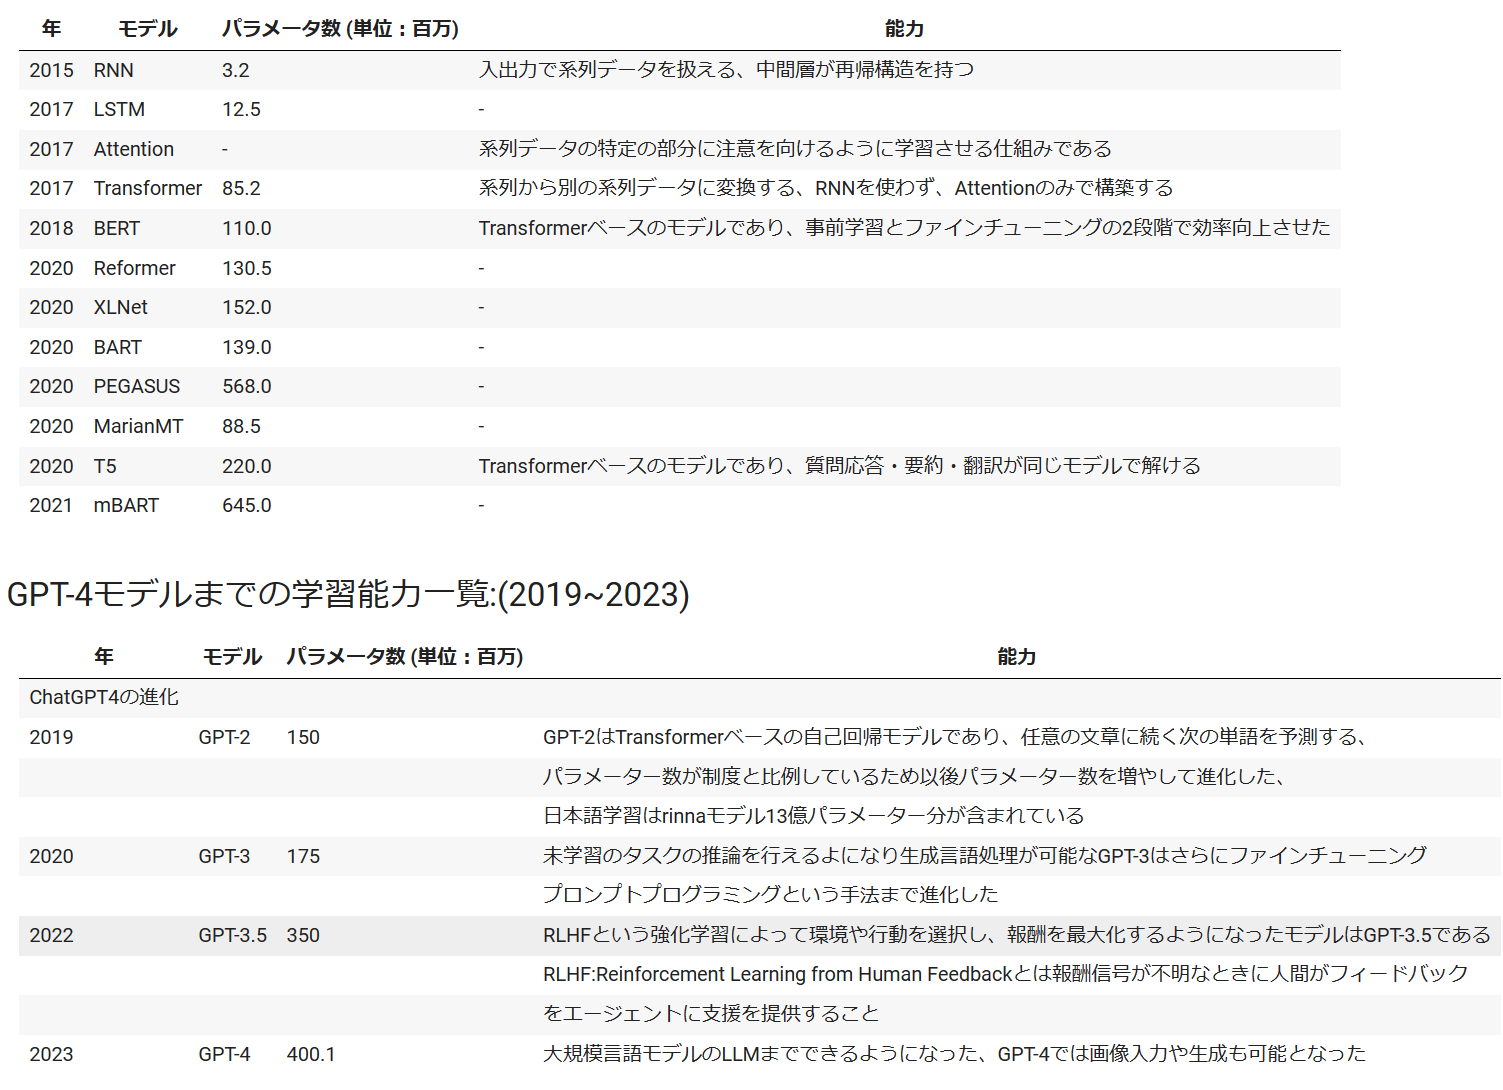 年 モデル パラメータ数 (単位：百万) 能力
2015 RNN 3.2 入出力で系列データを扱える、中間層が再帰構造を持つ
2017 LSTM 12.5 -
2017 Attention - 系列データの特定の部分に注意を向けるように学習させる仕組みである
2017 Transformer 85.2 系列から別の系列データに変換する、RNNを使わず、Attentionのみで構築する
2018 BERT 110.0 Transformerベースのモデルであり、事前学習とファインチューニングの2段階で効率向上させた
2020 Reformer 130.5 -
2020 XLNet 152.0 -
2020 BART 139.0 -
2020 PEGASUS 568.0 -
2020 MarianMT 88.5 -
2020 T5 220.0 Transformerベースのモデルであり、質問応答・要約・翻訳が同じモデルで解ける
2021 mBART 645.0 -
GPT-4モデルまでの学習能力一覧:(2019~2023)
年 モデル パラメータ数 (単位：百万) 能力
ChatGPT4の進化
2019 GPT-2 150 GPT-2はTransformerベースの自己回帰モデルであり、任意の文章に続く次の単語を予測する、
パラメーター数が制度と比例しているため以後パラメーター数を増やして進化した、
日本語学習はrinnaモデル13億パラメーター分が含まれている
2020 GPT-3 175 未学習のタスクの推論を行えるよになり生成言語処理が可能なGPT-3はさらにファインチューニング
プロンプトプログラミングという手法まで進化した
2022 GPT-3.5 350 RLHFという強化学習によって環境や行動を選択し、報酬を最大化するようになったモデルはGPT-3.5である
RLHF:Reinforcement Learning from Human Feedbackとは報酬信号が不明なときに人間がフィードバック
をエージェントに支援を提供すること
2023 GPT-4 400.1 大規模言語モデルのLLMまでできるようになった、GPT-4では画像入力や生成も可能となった